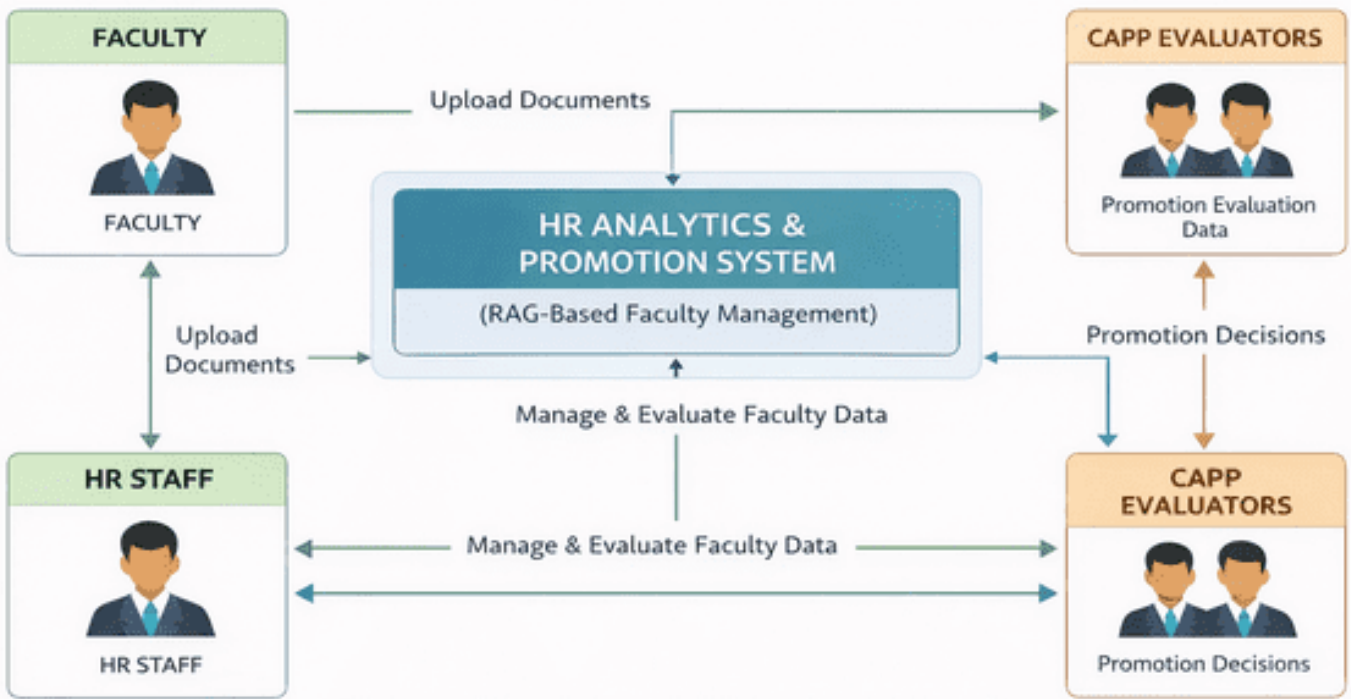 FACULTY
FACULTY
Upload Documents
CAPP EVALUATORS
Promotion Evaluation
Data
HR ANALYTICS &
PROMOTION SYSTEM
(RAG-Based Faculty Management)
Upload
Documents
Promotion Decisions
Manage & Evaluate Faculty Data
HR STAFF
HR STAFF
Manage & Evaluate Faculty Data
CAPP
EVALUATORS
Promotion Decisions